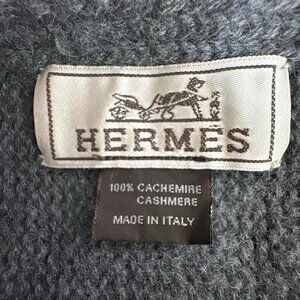 HERMÈS
100% CACHEMIRE
CASHMERE
MADE IN ITALY